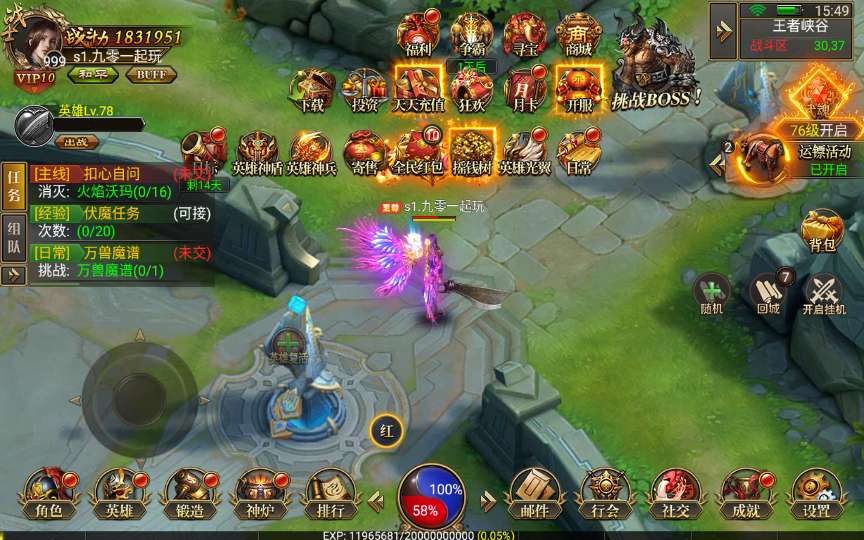 战斗力 1831951
s1.九零一起玩
999
VIP10
和平
BUFF
英雄Lv.78
出战
福利
争霸
寻宝
商城
挑战BOSS!
1天后
下载
投资
天天充值
狂欢
月卡
开服
英雄神盾
英雄神兵
寄售
10
全民红包
摇钱树
英雄光翼
日常
剩14天
15:49
王者峡谷
战斗区
30,37
76级开启
2
运镖活动
已开启
任务
组队
[主线] 扣心自问 (未交)
消灭: 火焰沃玛(0/16)
[经验] 伏魔任务 (可接)
次数: (0/20)
[日常] 万兽魔谱 (未交)
挑战: 万兽魔谱(0/1)
至尊 s1.九零一起玩
背包
随机
7
回城
开启挂机
英雄复活
红
角色
英雄
锻造
神炉
排行
100%
58%
邮件
行会
社交
成就
设置
EXP: 11965681/20000000000 (0.05%)